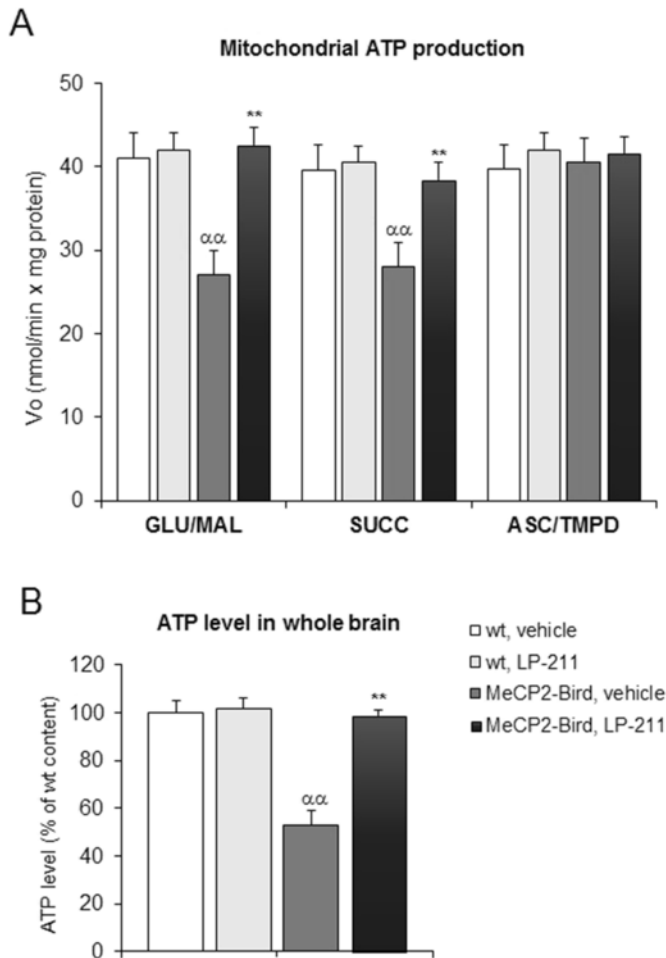 A
Mitochondrial ATP production
Vo (nmol/min x mg protein)
50
40
30
20
10
0
**
αα
**
αα
GLU/MAL
SUCC
ASC/TMPD
B
ATP level in whole brain
ATP level (% of wt content)
120
100
80
60
40
20
0
**
αα
wt, vehicle
wt, LP-211
MeCP2-Bird, vehicle
MeCP2-Bird, LP-211